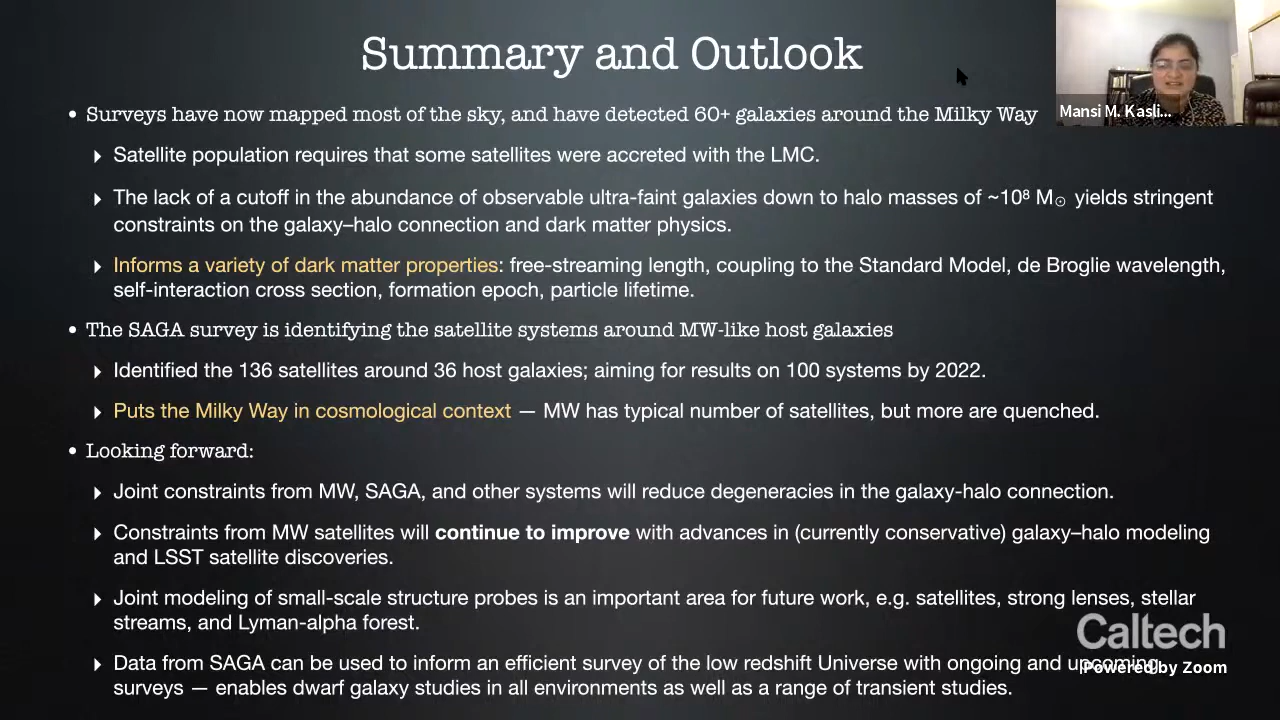 Summary and Outlook
Mansi M. Kasli...
• Surveys have now mapped most of the sky, and have detected 60+ galaxies around the Milky Way
Satellite population requires that some satellites were accreted with the LMC.
The lack of a cutoff in the abundance of observable ultra-faint galaxies down to halo masses of ~10⁸ M☉ yields stringent
constraints on the galaxy–halo connection and dark matter physics.
Informs a variety of dark matter properties: free-streaming length, coupling to the Standard Model, de Broglie wavelength,
self-interaction cross section, formation epoch, particle lifetime.
• The SAGA survey is identifying the satellite systems around MW-like host galaxies
Identified the 136 satellites around 36 host galaxies; aiming for results on 100 systems by 2022.
Puts the Milky Way in cosmological context — MW has typical number of satellites, but more are quenched.
• Looking forward:
Joint constraints from MW, SAGA, and other systems will reduce degeneracies in the galaxy-halo connection.
Constraints from MW satellites will continue to improve with advances in (currently conservative) galaxy–halo modeling
and LSST satellite discoveries.
Joint modeling of small-scale structure probes is an important area for future work, e.g. satellites, strong lenses, stellar
streams, and Lyman-alpha forest.
Caltech
Data from SAGA can be used to inform an efficient survey of the low redshift Universe with ongoing and upcoming
Powered by Zoom
surveys — enables dwarf galaxy studies in all environments as well as a range of transient studies.